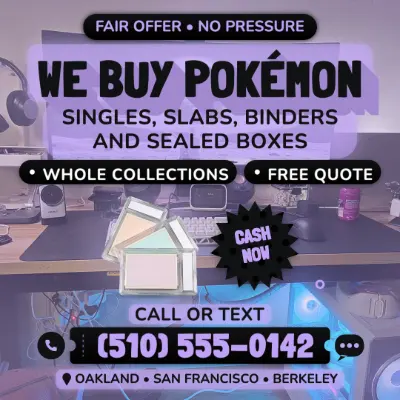 FAIR OFFER • NO PRESSURE
WE BUY POKÉMON
SINGLES, SLABS, BINDERS
AND SEALED BOXES
• WHOLE COLLECTIONS • FREE QUOTE
CASH
NOW
CALL OR TEXT
(510) 555-0142
OAKLAND • SAN FRANCISCO • BERKELEY